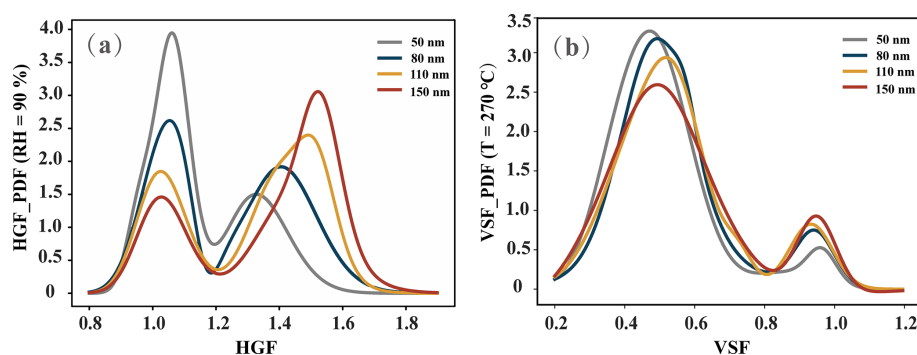 (a)
50 nm
80 nm
110 nm
150 nm
HGF_PDF (RH = 90 %)
4.0
3.5
3.0
2.5
2.0
1.5
1.0
0.5
0
0.8 1.0 1.2 1.4 1.6 1.8
HGF
(b)
50 nm
80 nm
110 nm
150 nm
VSF_PDF (T = 270 °C)
3.5
3.0
2.5
2.0
1.5
1.0
0.5
0
0.2 0.4 0.6 0.8 1.0 1.2
VSF